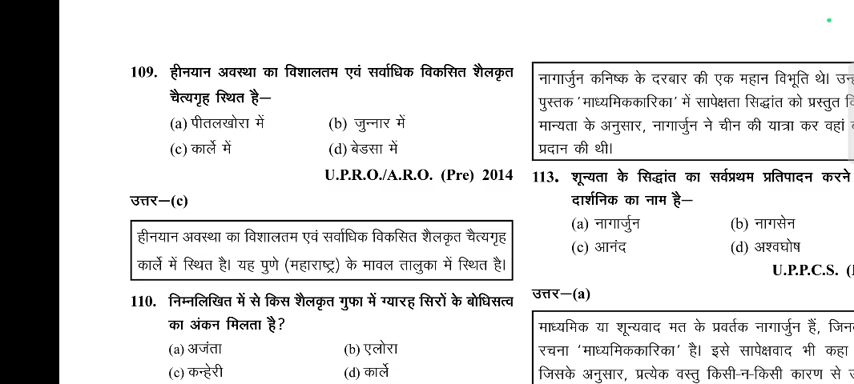 109. हीनयान अवस्था का विशालतम एवं सर्वाधिक विकसित शैलकृत
चैत्यगृह स्थित है—
(a) पीतलखोरा में (b) जुन्नार में
(c) कार्ले में (d) बेडसा में
U.P.R.O./A.R.O. (Pre) 2014
उत्तर—(c)
हीनयान अवस्था का विशालतम एवं सर्वाधिक विकसित शैलकृत चैत्यगृह
कार्ले में स्थित है। यह पुणे (महाराष्ट्र) के मावल तालुका में स्थित है।
110. निम्नलिखित में से किस शैलकृत गुफा में ग्यारह सिरों के बोधिसत्व
का अंकन मिलता है?
(a) अजंता (b) एलोरा
(c) कन्हेरी (d) कार्ले
नागार्जुन कनिष्क के दरबार की एक महान विभूति थे।
पुस्तक 'माध्यमिककारिका' में सापेक्षता सिद्धांत को प्रस्तुत
मान्यता के अनुसार, नागार्जुन ने चीन की यात्रा कर वहां
प्रदान की थी।
113. शून्यता के सिद्धांत का सर्वप्रथम प्रतिपादन करने
दार्शनिक का नाम है—
(a) नागार्जुन (b) नागसेन
(c) आनंद (d) अश्वघोष
U.P.P.C.S.
उत्तर—(a)
माध्यमिक या शून्यवाद मत के प्रवर्तक नागार्जुन हैं,
रचना 'माध्यमिककारिका' है। इसे सापेक्षवाद भी कहा
जिसके अनुसार, प्रत्येक वस्तु किसी-न-किसी कारण से